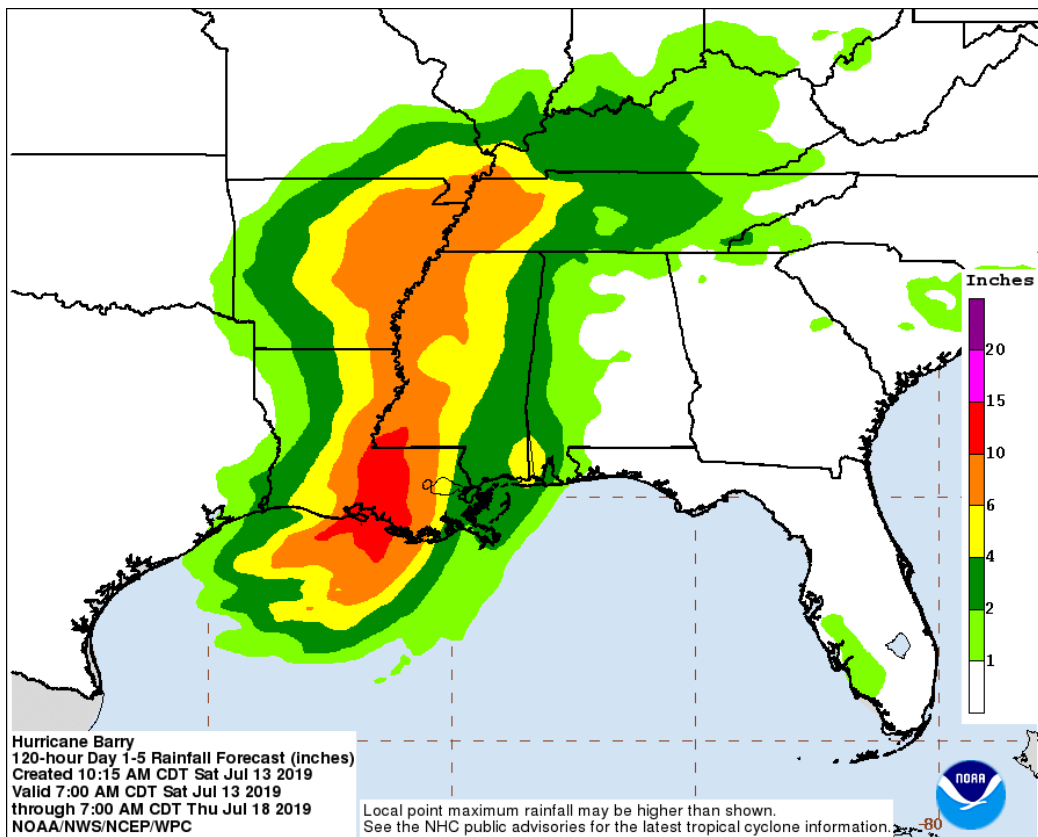 Inches
20
15
10
6
4
2
1
Hurricane Barry
120-hour Day 1-5 Rainfall Forecast (inches)
Created 10:15 AM CDT Sat Jul 13 2019
Valid 7:00 AM CDT Sat Jul 13 2019
through 7:00 AM CDT Thu Jul 18 2019
NOAA/NWS/NCEP/WPC
Local point maximum rainfall may be higher than shown.
See the NHC public advisories for the latest tropical cyclone information.
NOAA
-80